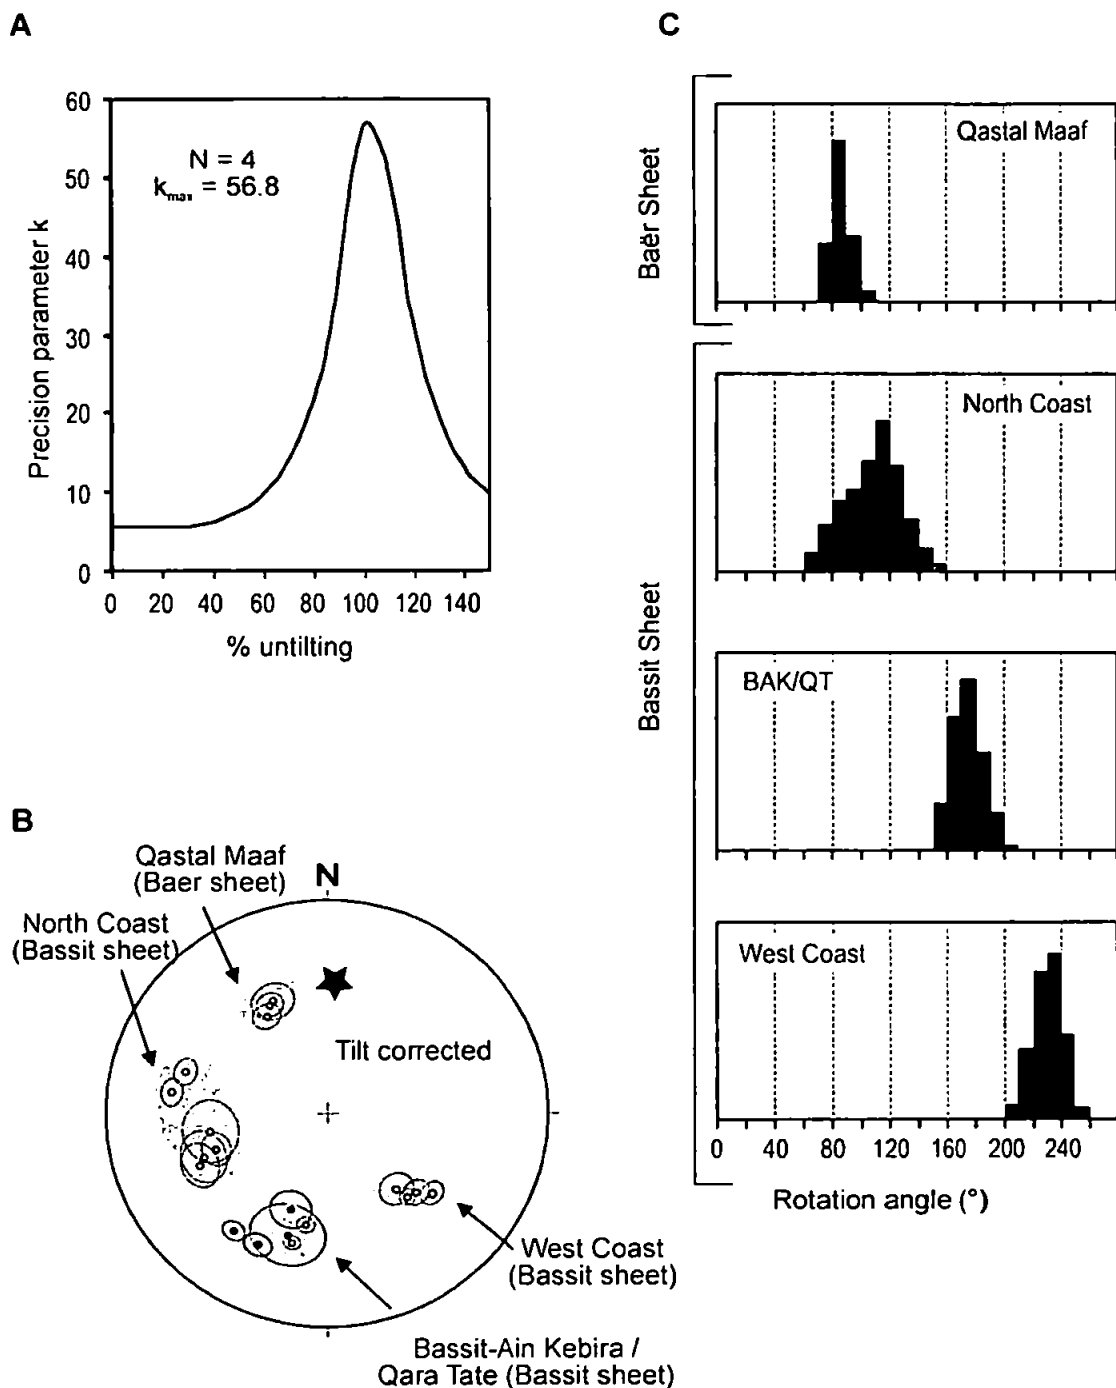 A
60
50
40
30
20
10
0
N = 4
kmax = 56.8
Precision parameter k
0 20 40 60 80 100 120 140
% untilting
B
Qastal Maaf
(Baer sheet)
N
North Coast
(Bassit sheet)
Tilt corrected
West Coast
(Bassit sheet)
Bassit-Ain Kebira /
Qara Tate (Bassit sheet)
C
Baër Sheet
Qastal Maaf
Bassit Sheet
North Coast
BAK/QT
West Coast
0 40 80 120 160 200 240
Rotation angle (°)